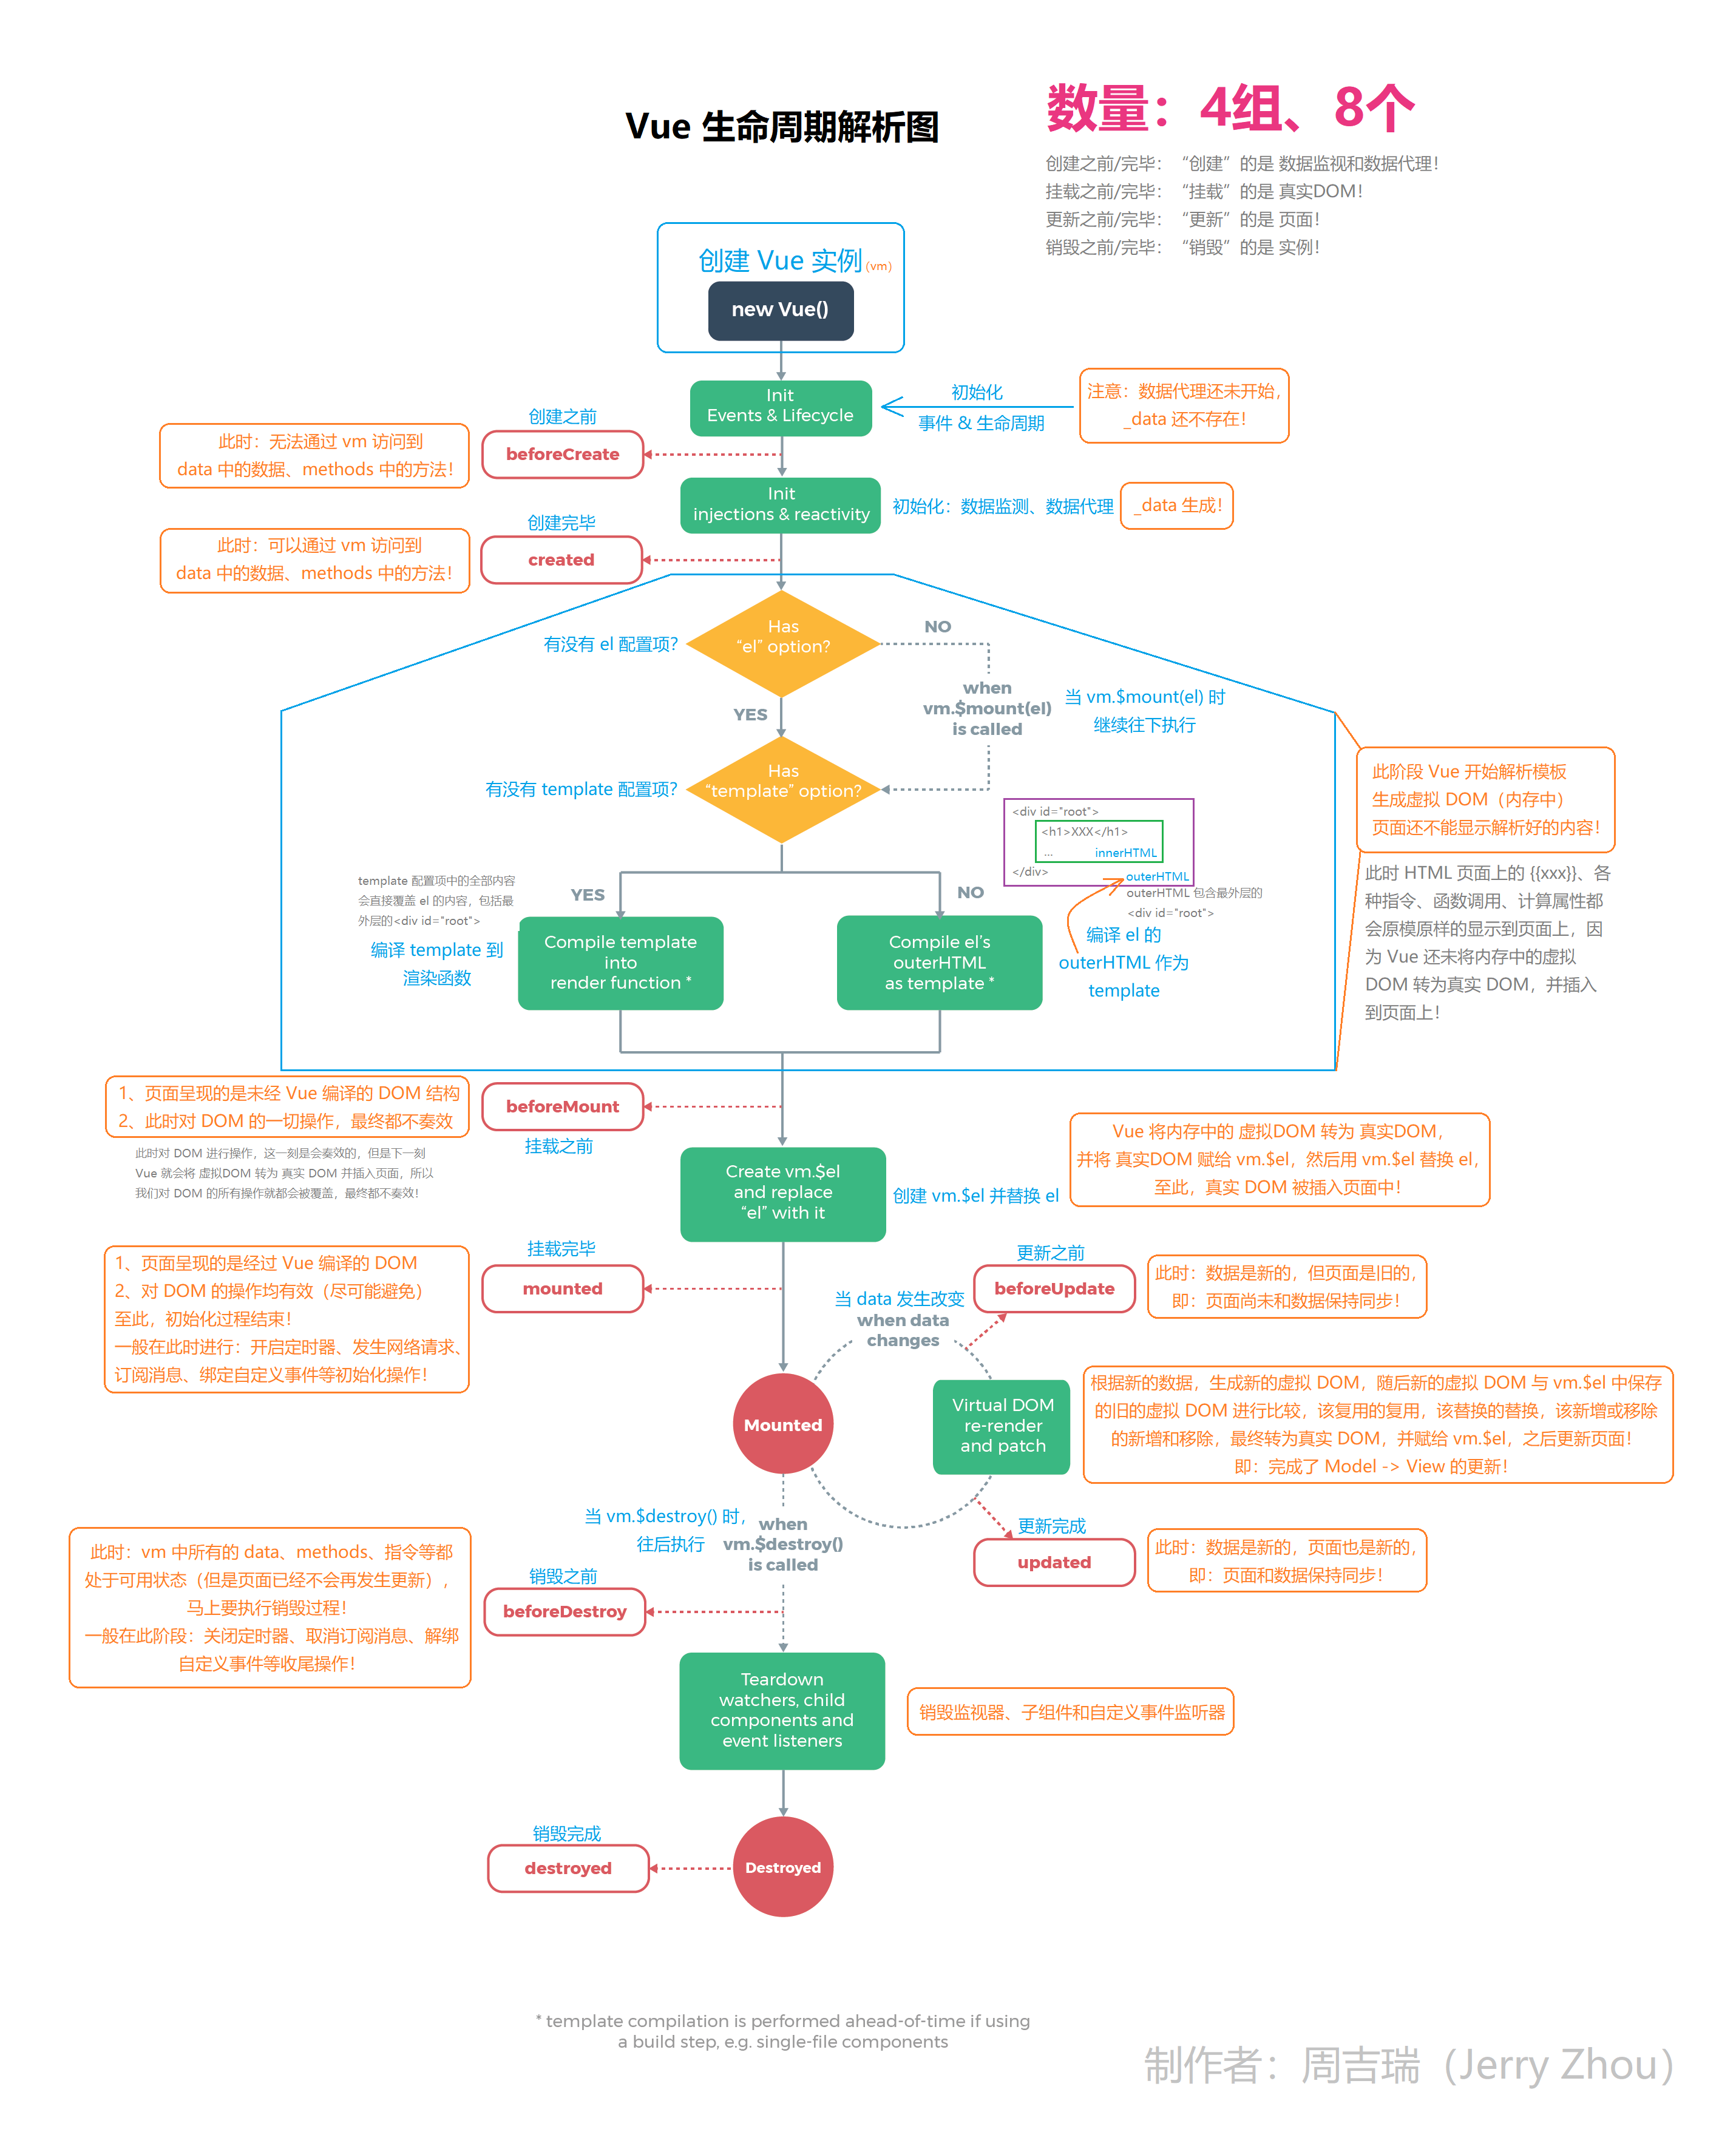 Vue 生命周期解析图
数量：4组、8个
创建之前/完毕：“创建”的是 数据监视和数据代理！
挂载之前/完毕：“挂载”的是 真实DOM！
更新之前/完毕：“更新”的是 页面！
销毁之前/完毕：“销毁”的是 实例！
创建 Vue 实例(vm)
new Vue()
Init
Events & Lifecycle
初始化
事件 & 生命周期
注意：数据代理还未开始，
_data 还不存在！
创建之前
beforeCreate
此时：无法通过 vm 访问到
data 中的数据、methods 中的方法！
Init
injections & reactivity
初始化：数据监测、数据代理
_data 生成！
创建完毕
created
此时：可以通过 vm 访问到
data 中的数据、methods 中的方法！
有没有 el 配置项？
Has
“el” option?
NO
when
vm.$mount(el)
is called
当 vm.$mount(el) 时
继续往下执行
YES
有没有 template 配置项？
Has
“template” option?
此阶段 Vue 开始解析模板
生成虚拟 DOM（内存中）
页面还不能显示解析好的内容！
此时 HTML 页面上的 {{xxx}}、各
种指令、函数调用、计算属性都
会原模原样的显示到页面上，因
为 Vue 还未将内存中的虚拟
DOM 转为真实 DOM，并插入
到页面上！
<div id="root">
<h1>XXX</h1>
... innerHTML
</div>
outerHTML
outerHTML 包含最外层的
<div id="root">
template 配置项中的全部内容
会直接覆盖 el 的内容，包括最
外层的<div id="root">
YES
NO
编译 template 到
渲染函数
Compile template
into
render function *
Compile el’s
outerHTML
as template *
编译 el 的
outerHTML 作为
template
1、页面呈现的是未经 Vue 编译的 DOM 结构
2、此时对 DOM 的一切操作，最终都不奏效
beforeMount
挂载之前
此时对 DOM 进行操作，这一刻是会奏效的，但是下一刻
Vue 就会将 虚拟DOM 转为 真实 DOM 并插入页面，所以
我们对 DOM 的所有操作就都会被覆盖，最终都不奏效！
Create vm.$el
and replace
“el” with it
创建 vm.$el 并替换 el
Vue 将内存中的 虚拟DOM 转为 真实DOM，
并将 真实DOM 赋给 vm.$el，然后用 vm.$el 替换 el，
至此，真实 DOM 被插入页面中！
挂载完毕
mounted
1、页面呈现的是经过 Vue 编译的 DOM
2、对 DOM 的操作均有效（尽可能避免）
至此，初始化过程结束！
一般在此时进行：开启定时器、发生网络请求、
订阅消息、绑定自定义事件等初始化操作！
更新之前
beforeUpdate
此时：数据是新的，但页面是旧的，
即：页面尚未和数据保持同步！
当 data 发生改变
when data
changes
Mounted
Virtual DOM
re-render
and patch
根据新的数据，生成新的虚拟 DOM，随后新的虚拟 DOM 与 vm.$el 中保存
的旧的虚拟 DOM 进行比较，该复用的复用，该替换的替换，该新增或移除
的新增和移除，最终转为真实 DOM，并赋给 vm.$el，之后更新页面！
即：完成了 Model -> View 的更新！
更新完成
updated
此时：数据是新的，页面也是新的，
即：页面和数据保持同步！
当 vm.$destroy() 时，
往后执行
when
vm.$destroy()
is called
销毁之前
beforeDestroy
此时：vm 中所有的 data、methods、指令等都
处于可用状态（但是页面已经不会再发生更新），
马上要执行销毁过程！
一般在此阶段：关闭定时器、取消订阅消息、解绑
自定义事件等收尾操作！
Teardown
watchers, child
components and
event listeners
销毁监视器、子组件和自定义事件监听器
销毁完成
destroyed
Destroyed
* template compilation is performed ahead-of-time if using
a build step, e.g. single-file components
制作者：周吉瑞（Jerry Zhou）